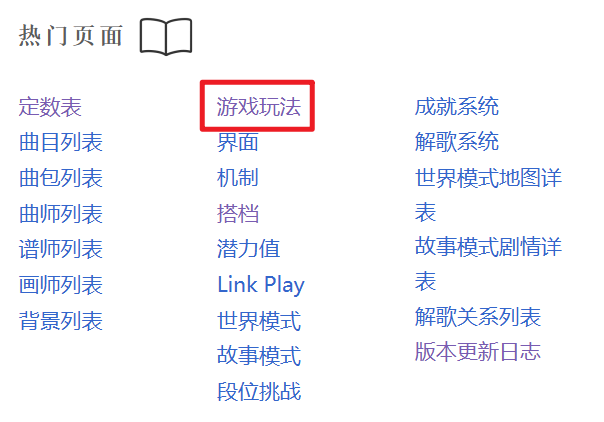 热门页面
定数表
曲目列表
曲包列表
曲师列表
谱师列表
画师列表
背景列表
游戏玩法
界面
机制
搭档
潜力值
Link Play
世界模式
故事模式
段位挑战
成就系统
解歌系统
世界模式地图详
表
故事模式剧情详
表
解歌关系列表
版本更新日志